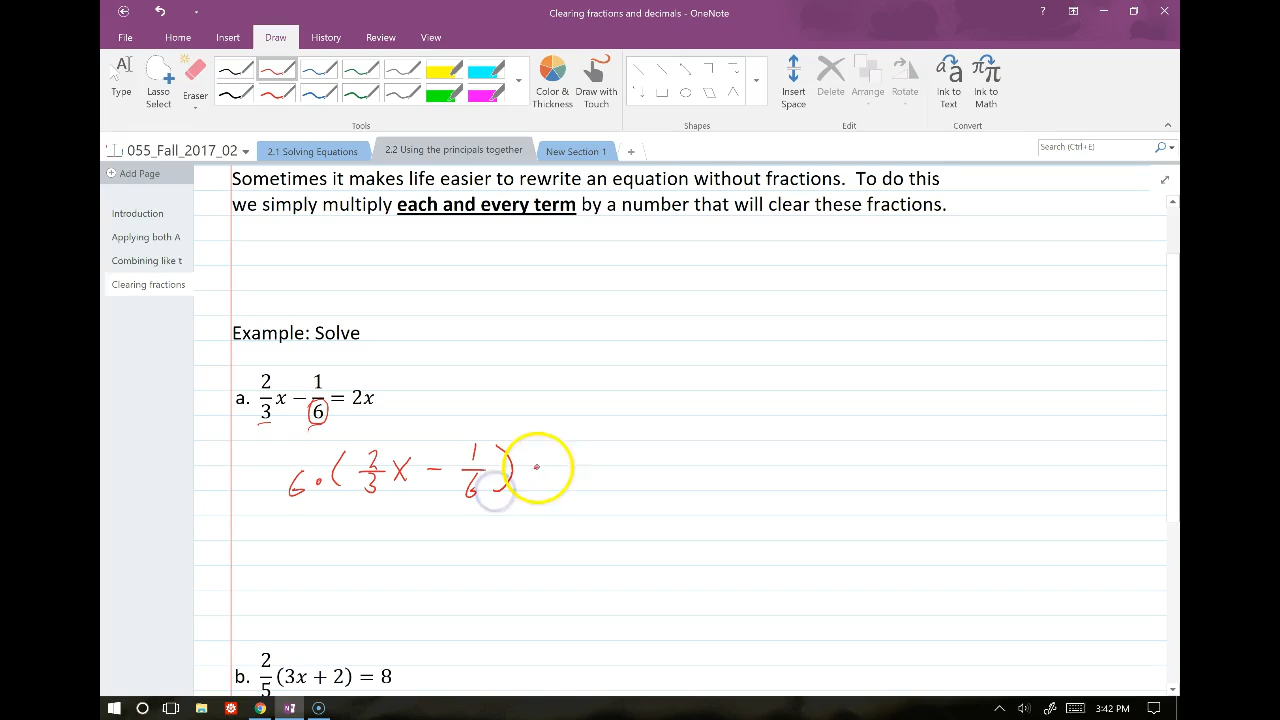 Clearing fractions and decimals - OneNote
?
File Home Insert Draw History Review View
Type Lasso Select Eraser Color & Thickness Draw with Touch Insert Space Delete Arrange Rotate Ink to Text Ink to Math
Tools Shapes Edit Convert
055_Fall_2017_02 2.1 Solving Equations 2.2 Using the principals together New Section 1 + Search (Ctrl+E)
Add Page
Introduction
Applying both A
Combining like t
Clearing fractions
Sometimes it makes life easier to rewrite an equation without fractions. To do this
we simply multiply each and every term by a number that will clear these fractions.
Example: Solve
a. 2/3 x − 1/6 = 2x
6 · ( 2/3 x − 1/6 )
b. 2/5 (3x + 2) = 8
3:42 PM